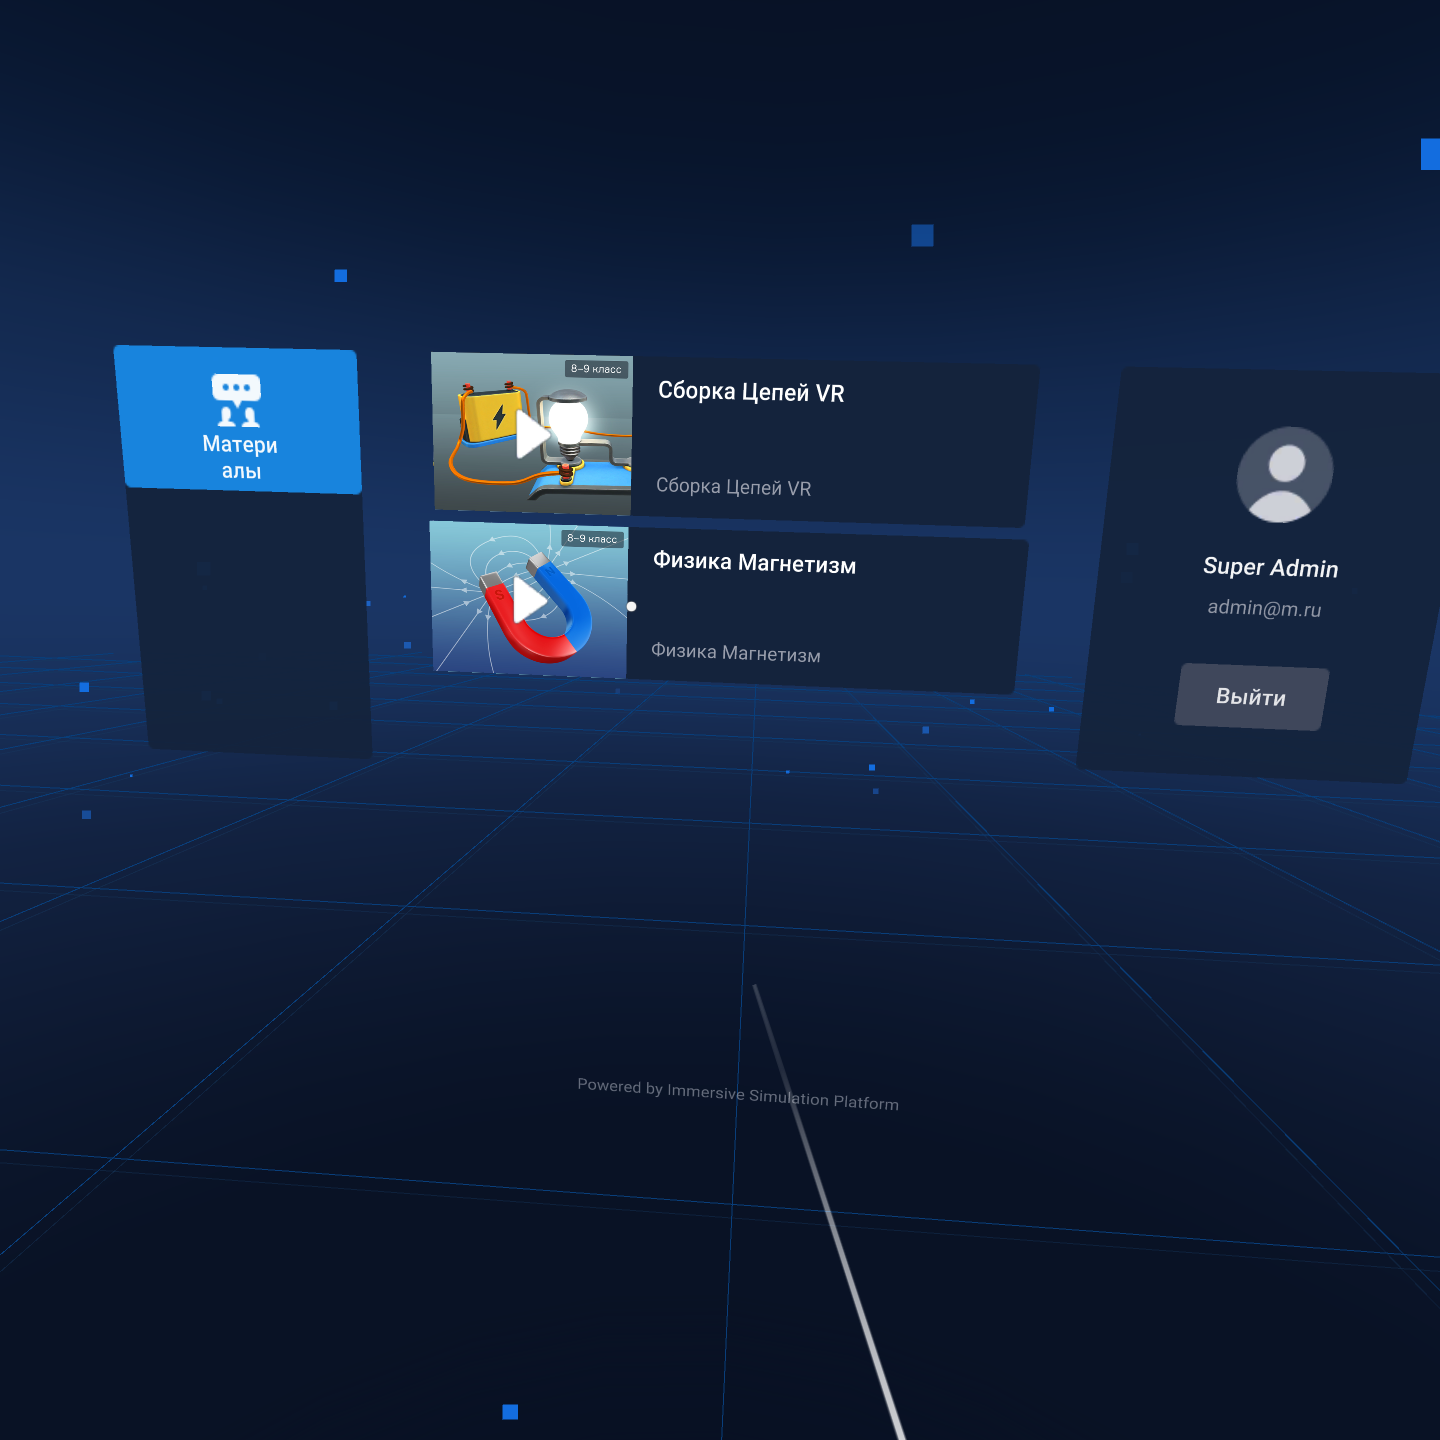 Матери
алы
8–9 класс
Сборка Цепей VR
Сборка Цепей VR
8–9 класс
Физика Магнетизм
Физика Магнетизм
S
N
Super Admin
admin@m.ru
Выйти
Powered by Immersive Simulation Platform